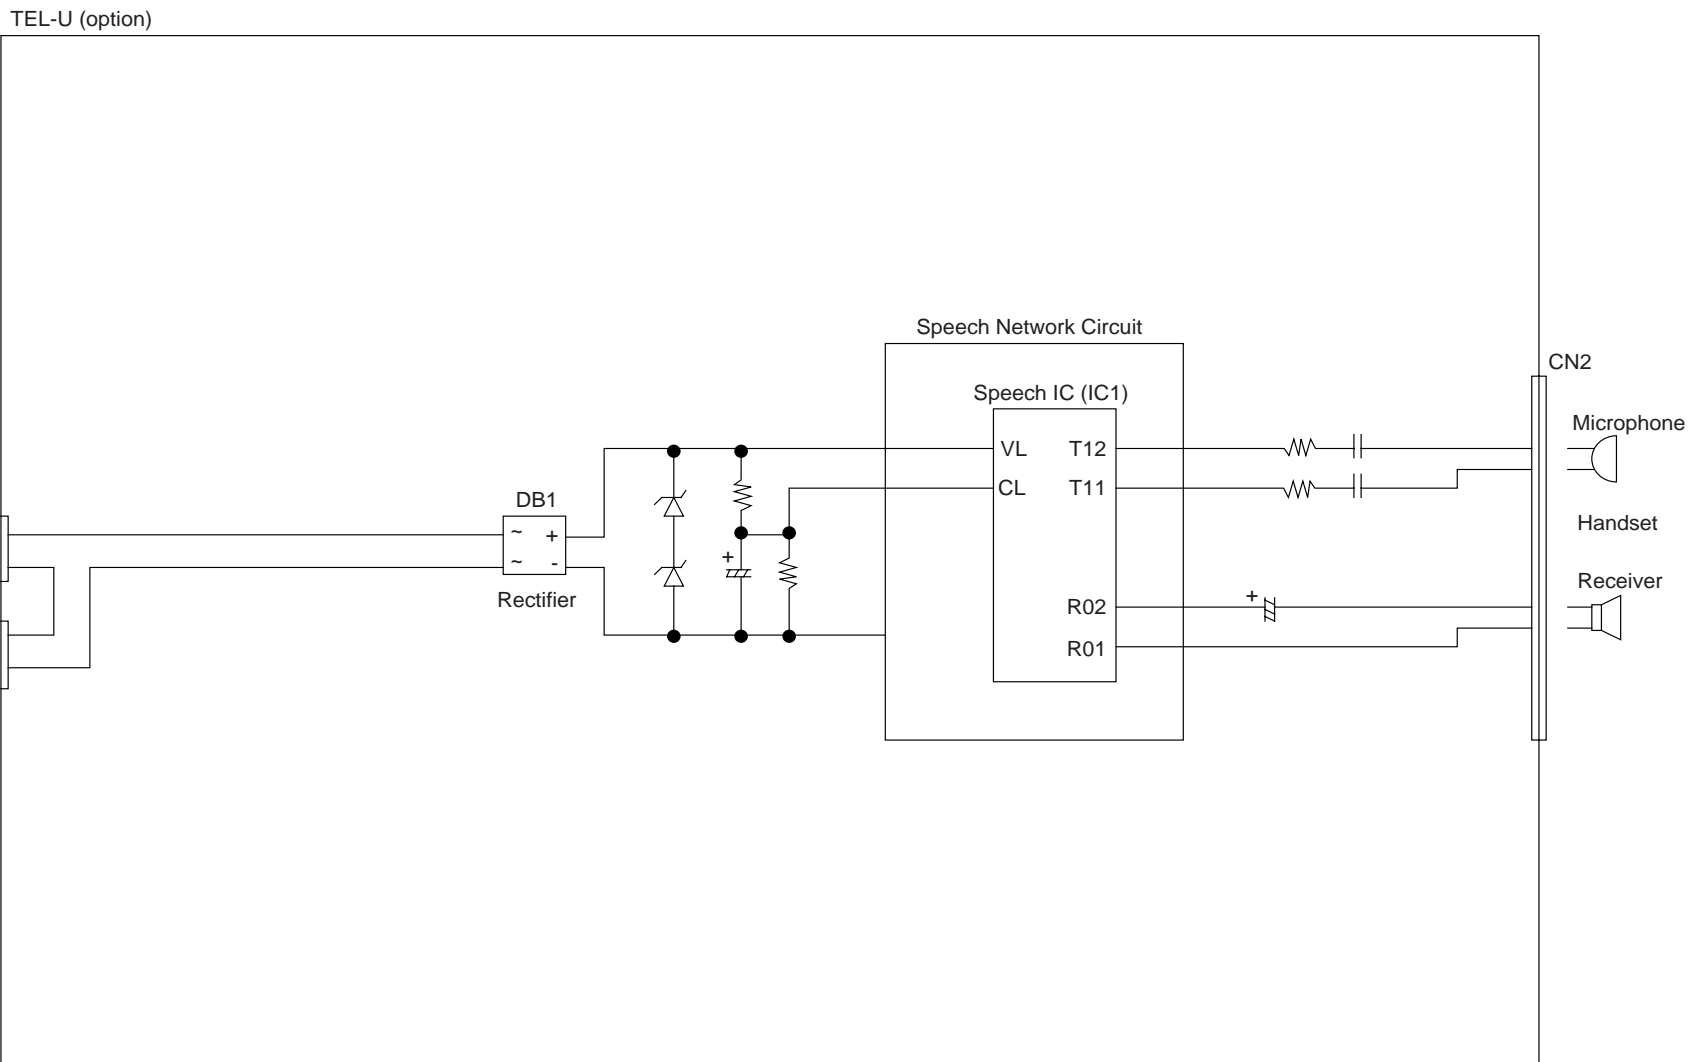 TEL-U (option)
Speech Network Circuit
CN2
Speech IC (IC1)
Microphone
VL T12
CL T11
DB1
Handset
~ +
~ -
+
Receiver
Rectifier
+
R02
R01